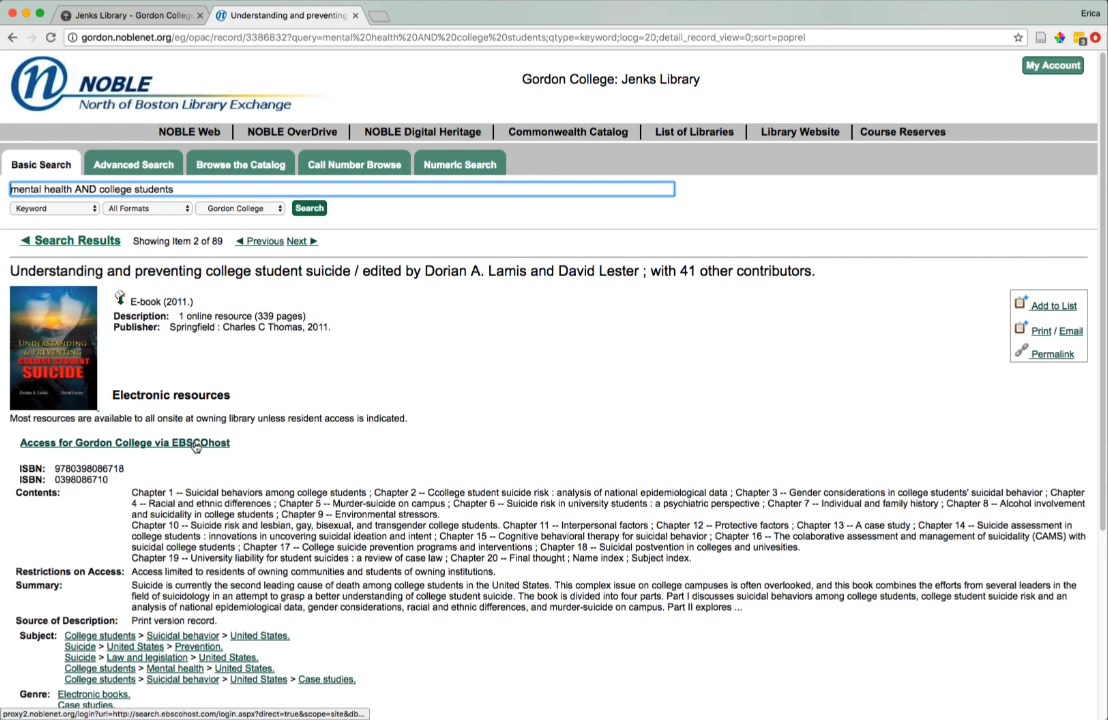 Jenks Library - Gordon College
Understanding and preventing
Erica
gordon.noblenet.org/eg/opac/record/3386832?query=mental%20health%20AND%20college%20students;qtype=keyword;locg=20;detail_record_view=0;sort=poprel
n NOBLE
North of Boston Library Exchange
Gordon College: Jenks Library
My Account
NOBLE Web
NOBLE OverDrive
NOBLE Digital Heritage
Commonwealth Catalog
List of Libraries
Library Website
Course Reserves
Basic Search
Advanced Search
Browse the Catalog
Call Number Browse
Numeric Search
mental health AND college students
Keyword
All Formats
Gordon College
Search
◄ Search Results Showing Item 2 of 89 ◄ Previous Next ►
Understanding and preventing college student suicide / edited by Dorian A. Lamis and David Lester ; with 41 other contributors.
UNDERSTANDING
& PREVENTING
COLLEGE STUDENT
SUICIDE
E-book (2011.)
Description: 1 online resource (339 pages)
Publisher: Springfield : Charles C Thomas, 2011.
Add to List
Print / Email
Permalink
Electronic resources
Most resources are available to all onsite at owning library unless resident access is indicated.
Access for Gordon College via EBSCOhost
ISBN: 9780398086718
ISBN: 0398086710
Contents: Chapter 1 -- Suicidal behaviors among college students ; Chapter 2 -- Ccollege student suicide risk : analysis of national epidemiological data ; Chapter 3 -- Gender considerations in college students' suicidal behavior ; Chapter
4 -- Racial and ethnic differences ; Chapter 5 -- Murder-suicide on campus ; Chapter 6 -- Suicide risk in university students : a psychiatric perspective ; Chapter 7 -- Individual and family history ; Chapter 8 -- Alcohol involvement
and suicidality in college students ; Chapter 9 -- Environmental stressors.
Chapter 10 -- Suicide risk and lesbian, gay, bisexual, and transgender college students. Chapter 11 -- Interpersonal factors ; Chapter 12 -- Protective factors ; Chapter 13 -- A case study ; Chapter 14 -- Suicide assessment in
college students : innovations in uncovering suicidal ideation and intent ; Chapter 15 -- Cognitive behavioral therapy for suicidal behavior ; Chapter 16 -- The colaborative assessment and management of suicidality (CAMS) with
suicidal college students ; Chapter 17 -- College suicide prevention programs and interventions ; Chapter 18 -- Suicidal postvention in colleges and univesities.
Chapter 19 -- University liability for student suicides : a review of case law ; Chapter 20 -- Final thought ; Name index ; Subject index.
Restrictions on Access: Access limited to residents of owning communities and students of owning institutions.
Summary: Suicide is currently the second leading cause of death among college students in the United States. This complex issue on college campuses is often overlooked, and this book combines the efforts from several leaders in the
field of suicidology in an attempt to grasp a better understanding of college student suicide. The book is divided into four parts. Part I discusses suicidal behaviors among college students, college student suicide risk and an
analysis of national epidemiological data, gender considerations, racial and ethnic differences, and murder-suicide on campus. Part II explores ...
Source of Description: Print version record.
Subject: College students > Suicidal behavior > United States.
Suicide > United States > Prevention.
Suicide > Law and legislation > United States.
College students > Mental health > United States.
College students > Suicidal behavior > United States > Case studies.
Genre: Electronic books.
Case studies.
proxy2.noblenet.org/login?url=http://search.ebscohost.com/login.aspx?direct=true&scope=site&db...